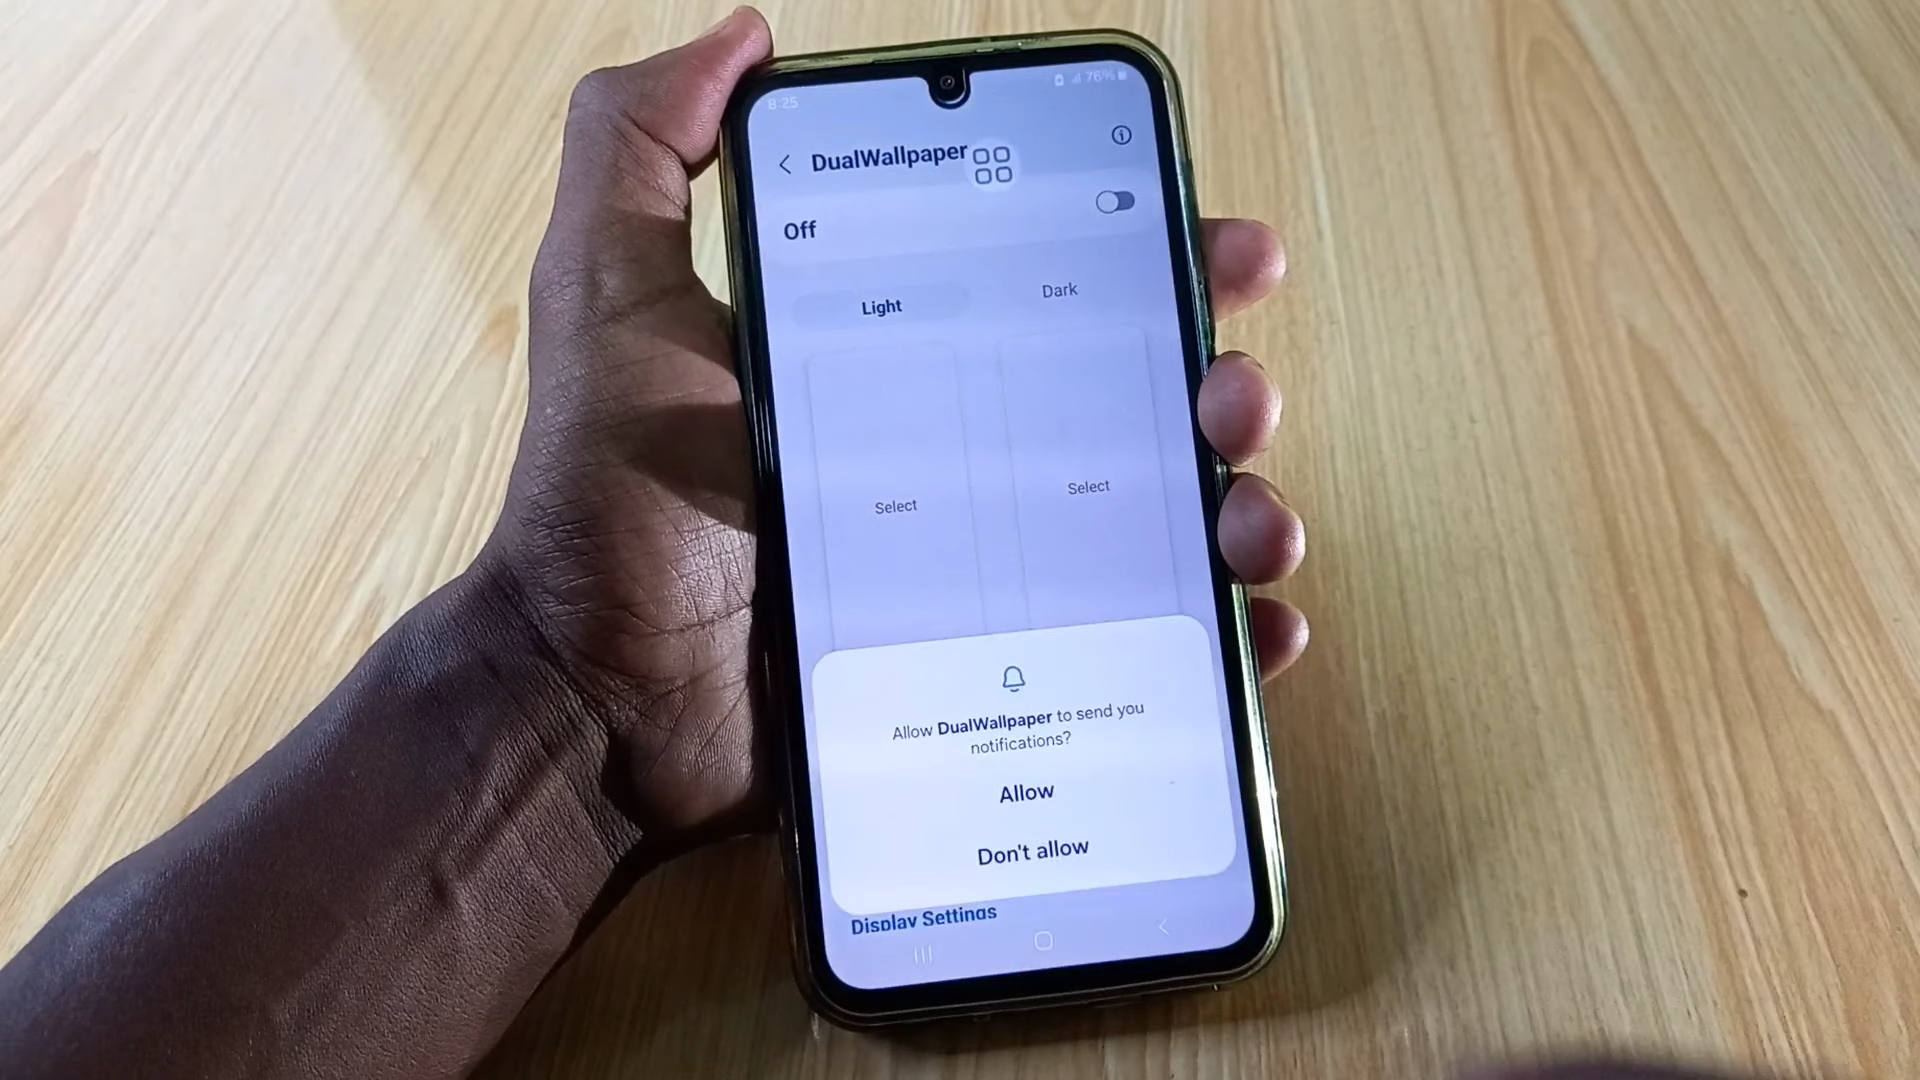 8:25
76%
DualWallpaper
Off
Light
Dark
Select
Select
Allow DualWallpaper to send you
notifications?
Allow
Don't allow
Display Settings